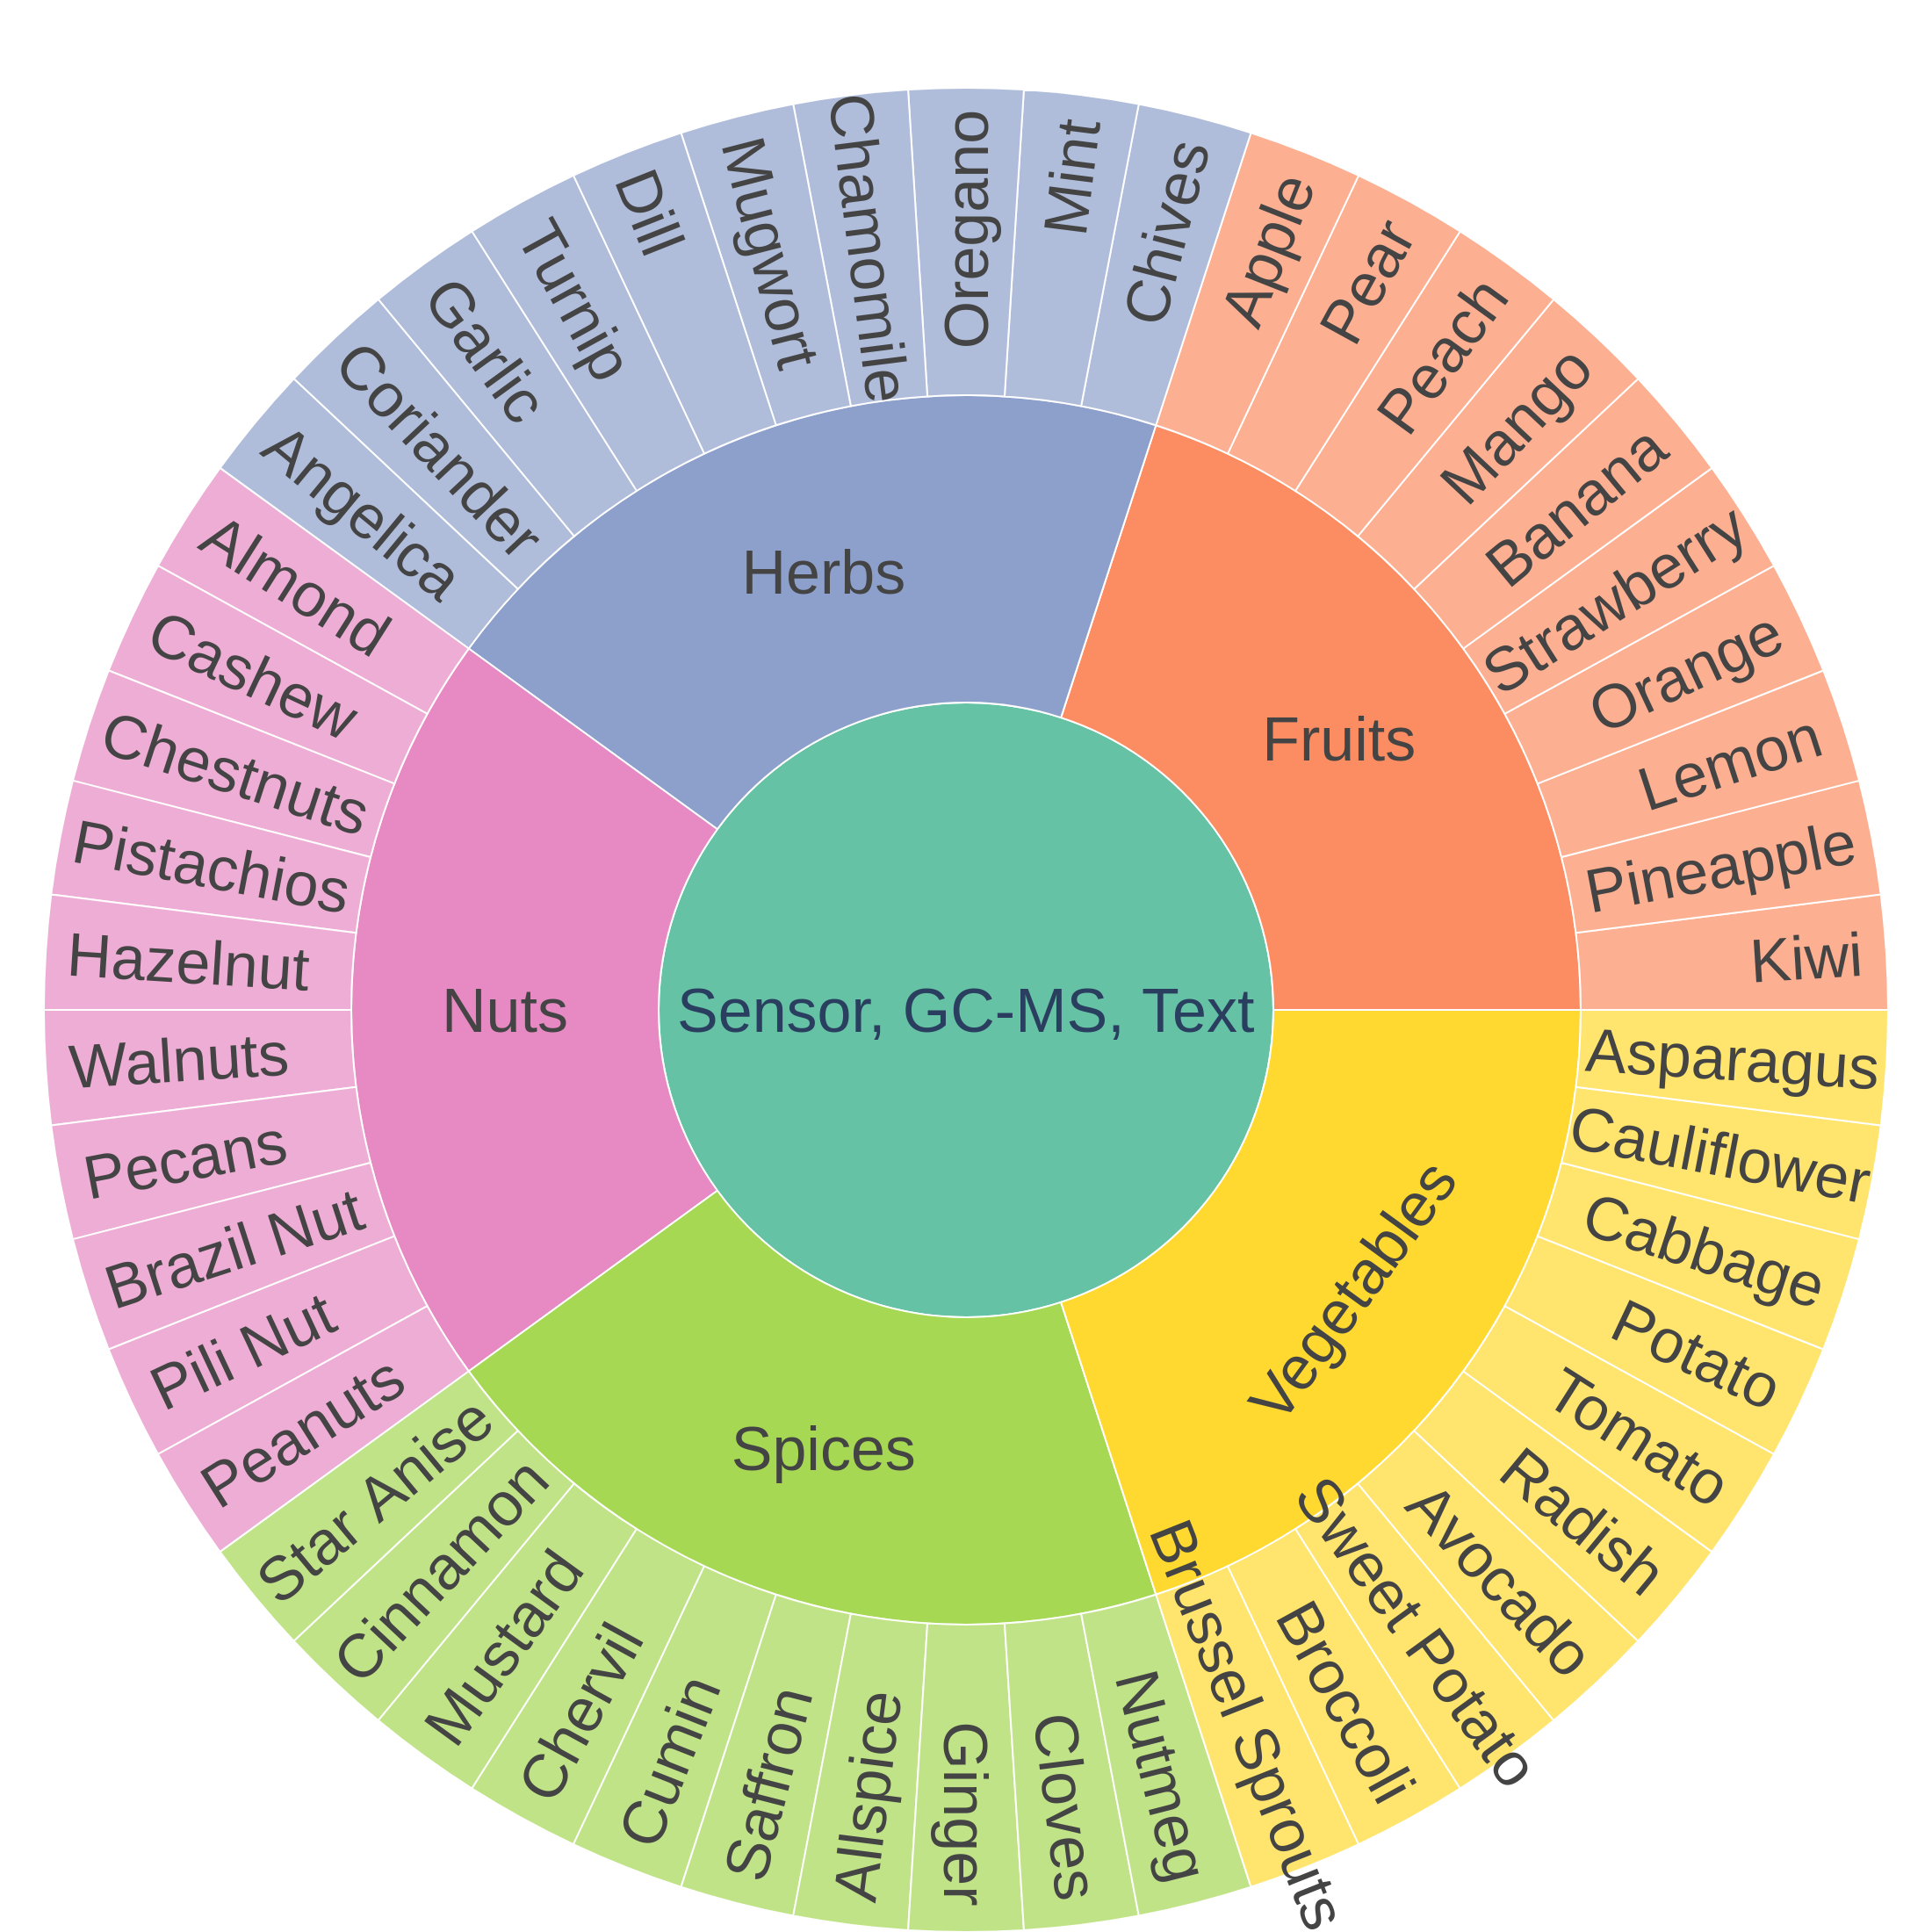 Sensor, GC-MS, Text
Fruits
Apple
Pear
Peach
Mango
Banana
Strawberry
Orange
Lemon
Pineapple
Kiwi
Vegetables
Asparagus
Cauliflower
Cabbage
Potato
Tomato
Radlish
Avocado
Sweet Potato
Broccoli
Brussel Sprouts
Spices
Nutmeg
Cloves
Ginger
Allspice
Saffron
Cumin
Chervil
Mustard
Cinnamon
Star Anise
Nuts
Peanuts
Pili Nut
Brazil Nut
Pecans
Walnuts
Hazelnut
Pistachios
Chestnuts
Cashew
Almond
Herbs
Angelica
Coriander
Garlic
Turnip
Dill
Mugwort
Chamomile
Oregano
Mint
Chives